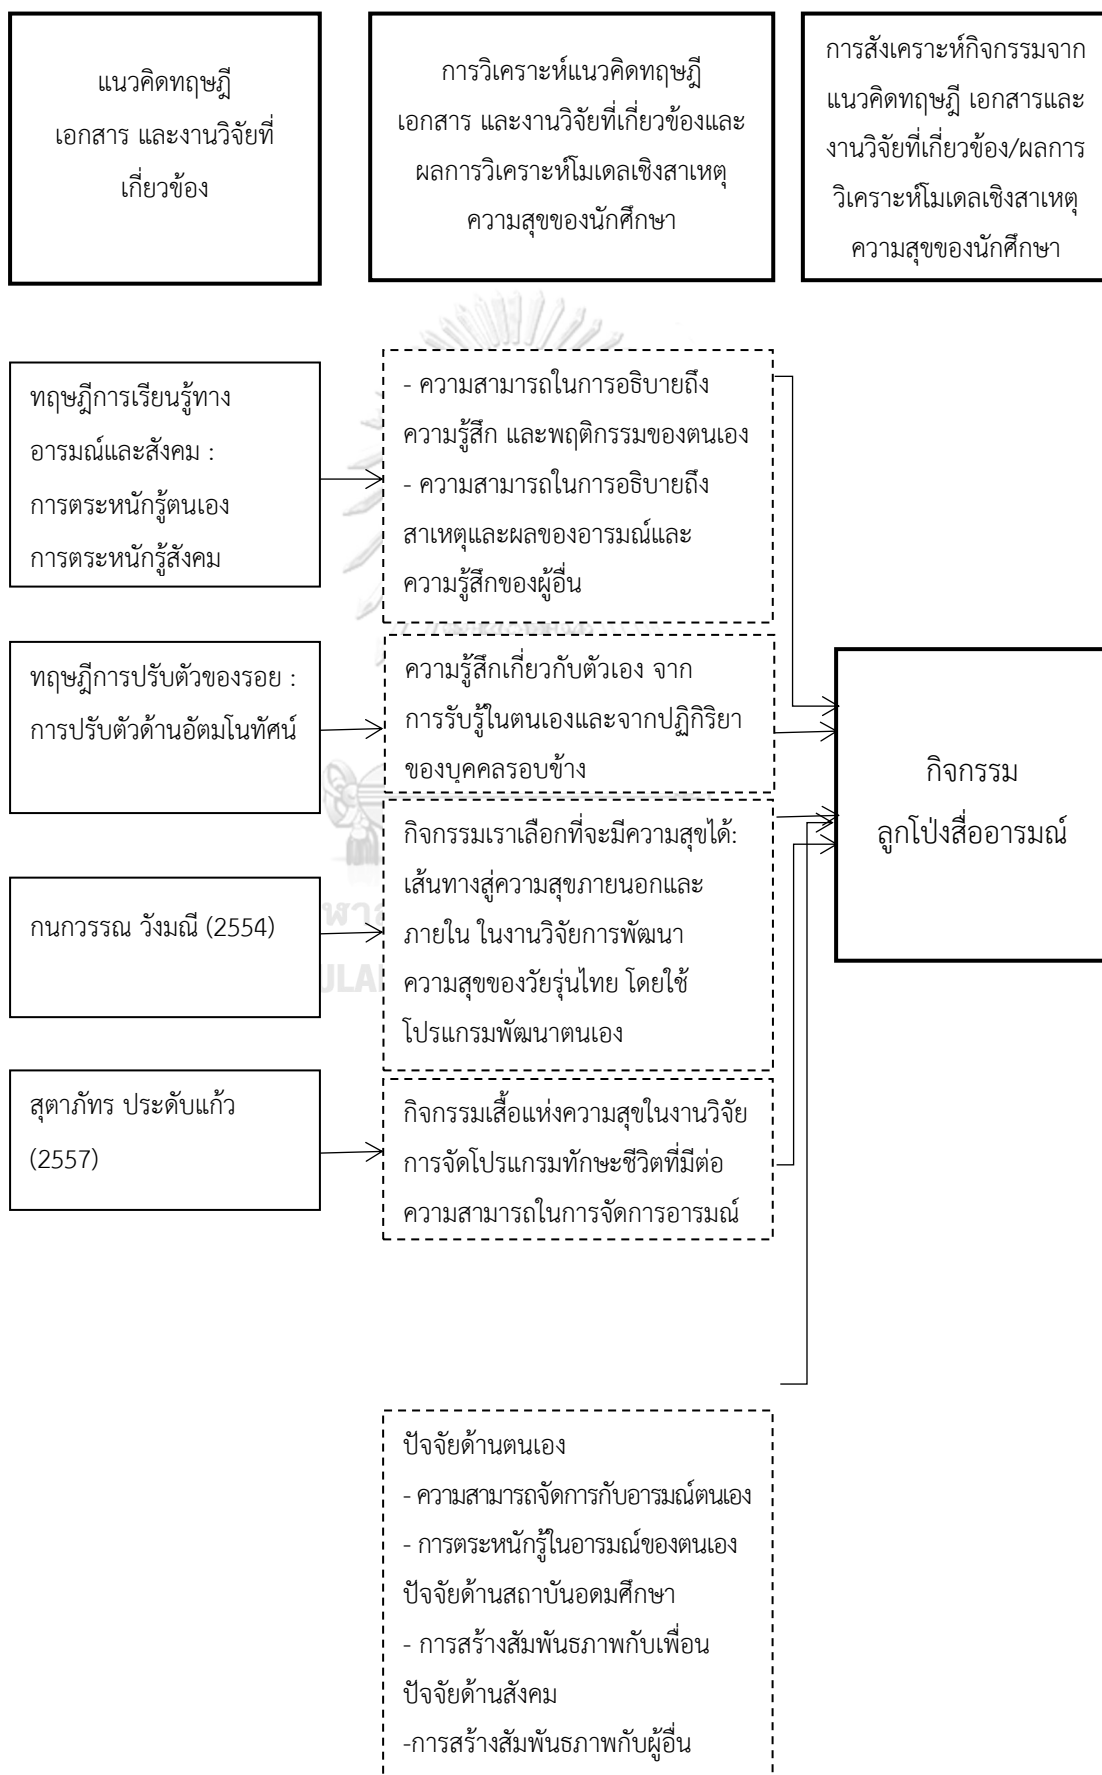 แนวคิดทฤษฎี
เอกสาร และงานวิจัยที่
เกี่ยวข้อง
การวิเคราะห์แนวคิดทฤษฎี
เอกสาร และงานวิจัยที่เกี่ยวข้องและ
ผลการวิเคราะห์โมเดลเชิงสาเหตุ
ความสุขของนักศึกษา
การสังเคราะห์กิจกรรมจาก
แนวคิดทฤษฎี เอกสารและ
งานวิจัยที่เกี่ยวข้อง/ผลการ
วิเคราะห์โมเดลเชิงสาเหตุ
ความสุขของนักศึกษา
ทฤษฎีการเรียนรู้ทาง
อารมณ์และสังคม :
การตระหนักรู้ตนเอง
การตระหนักรู้สังคม
- ความสามารถในการอธิบายถึง
ความรู้สึก และพฤติกรรมของตนเอง
- ความสามารถในการอธิบายถึง
สาเหตุและผลของอารมณ์และ
ความรู้สึกของผู้อื่น
ทฤษฎีการปรับตัวของรอย :
การปรับตัวด้านอัตมโนทัศน์
ความรู้สึกเกี่ยวกับตัวเอง จาก
การรับรู้ในตนเองและจากปฏิกิริยา
ของบุคคลรอบข้าง
กนกวรรณ วังมณี (2554)
กิจกรรมเราเลือกที่จะมีความสุขได้:
เส้นทางสู่ความสุขภายนอกและ
ภายใน ในงานวิจัยการพัฒนา
ความสุขของวัยรุ่นไทย โดยใช้
โปรแกรมพัฒนาตนเอง
สุตาภัทร ประดับแก้ว
(2557)
กิจกรรมเสื้อแห่งความสุขในงานวิจัย
การจัดโปรแกรมทักษะชีวิตที่มีต่อ
ความสามารถในการจัดการอารมณ์
กิจกรรม
ลูกโป่งสื่ออารมณ์
ปัจจัยด้านตนเอง
- ความสามารถจัดการกับอารมณ์ตนเอง
- การตระหนักรู้ในอารมณ์ของตนเอง
ปัจจัยด้านสถาบันอุดมศึกษา
- การสร้างสัมพันธภาพกับเพื่อน
ปัจจัยด้านสังคม
-การสร้างสัมพันธภาพกับผู้อื่น